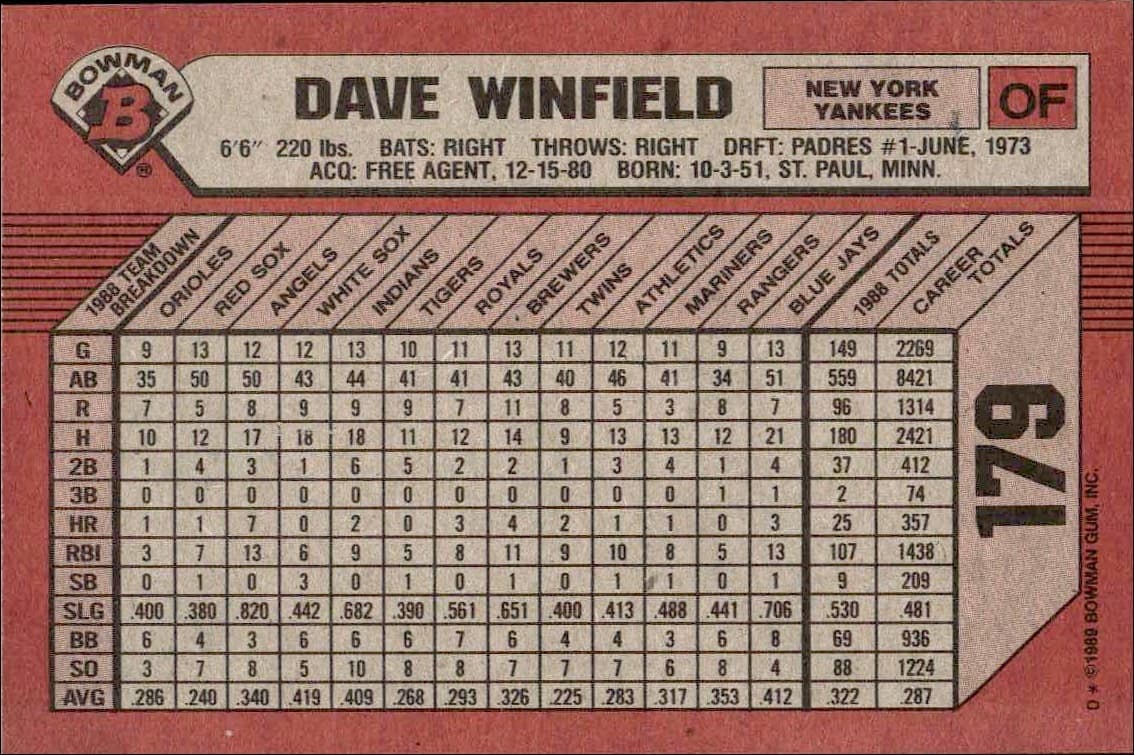 BOWMAN
B
®
DAVE WINFIELD
NEW YORK
YANKEES
OF
6'6" 220 lbs. BATS: RIGHT THROWS: RIGHT DRFT: PADRES #1-JUNE, 1973
ACQ: FREE AGENT, 12-15-80 BORN: 10-3-51, ST. PAUL, MINN.
1988 TEAM BREAKDOWN ORIOLES RED SOX ANGELS WHITE SOX INDIANS TIGERS ROYALS BREWERS TWINS ATHLETICS MARINERS RANGERS BLUE JAYS 1988 TOTALS CAREER TOTALS
G 9 13 12 12 13 10 11 13 11 12 11 9 13 149 2269
AB 35 50 50 43 44 41 41 43 40 46 41 34 51 559 8421
R 7 5 8 9 9 9 7 11 8 5 3 8 7 96 1314
H 10 12 17 18 18 11 12 14 9 13 13 12 21 180 2421
2B 1 4 3 1 6 5 2 2 1 3 4 1 4 37 412
3B 0 0 0 0 0 0 0 0 0 0 0 1 1 2 74
HR 1 1 7 0 2 0 3 4 2 1 1 0 3 25 357
RBI 3 7 13 6 9 5 8 11 9 10 8 5 13 107 1438
SB 0 1 0 3 0 1 0 1 0 1 1 0 1 9 209
SLG .400 .380 .820 .442 .682 .390 .561 .651 .400 .413 .488 .441 .706 .530 .481
BB 6 4 3 6 6 6 7 6 4 4 3 6 8 69 936
SO 3 7 8 5 10 8 8 7 7 7 6 8 4 88 1224
AVG .286 .240 .340 .419 .409 .268 .293 .326 .225 .283 .317 .353 .412 .322 .287
179
D* ©1989 BOWMAN GUM, INC.